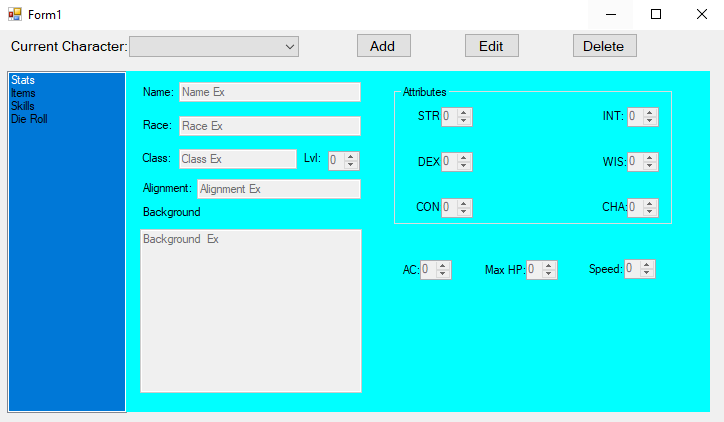 Form1
Current Character:
Add Edit Delete
Stats
Items
Skills
Die Roll
Name: Name Ex
Race: Race Ex
Class: Class Ex Lvl: 0
Alignment: Alignment Ex
Background
Background Ex
Attributes
STR 0 INT: 0
DEX 0 WIS: 0
CON 0 CHA: 0
AC: 0 Max HP: 0 Speed: 0